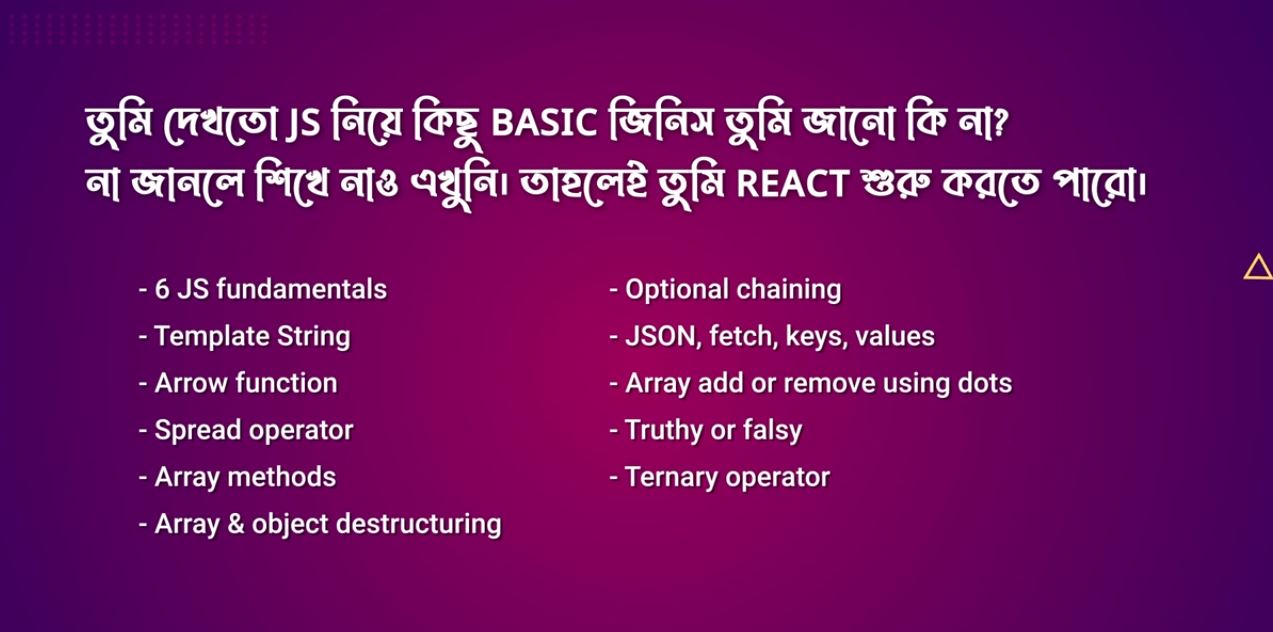 তুমি দেখতো JS নিয়ে কিছু BASIC জিনিস তুমি জানো কি না?
না জানলে শিখে নাও এখুনি। তাহলেই তুমি REACT শুরু করতে পারো।
- 6 JS fundamentals
- Template String
- Arrow function
- Spread operator
- Array methods
- Array & object destructuring
- Optional chaining
- JSON, fetch, keys, values
- Array add or remove using dots
- Truthy or falsy
- Ternary operator